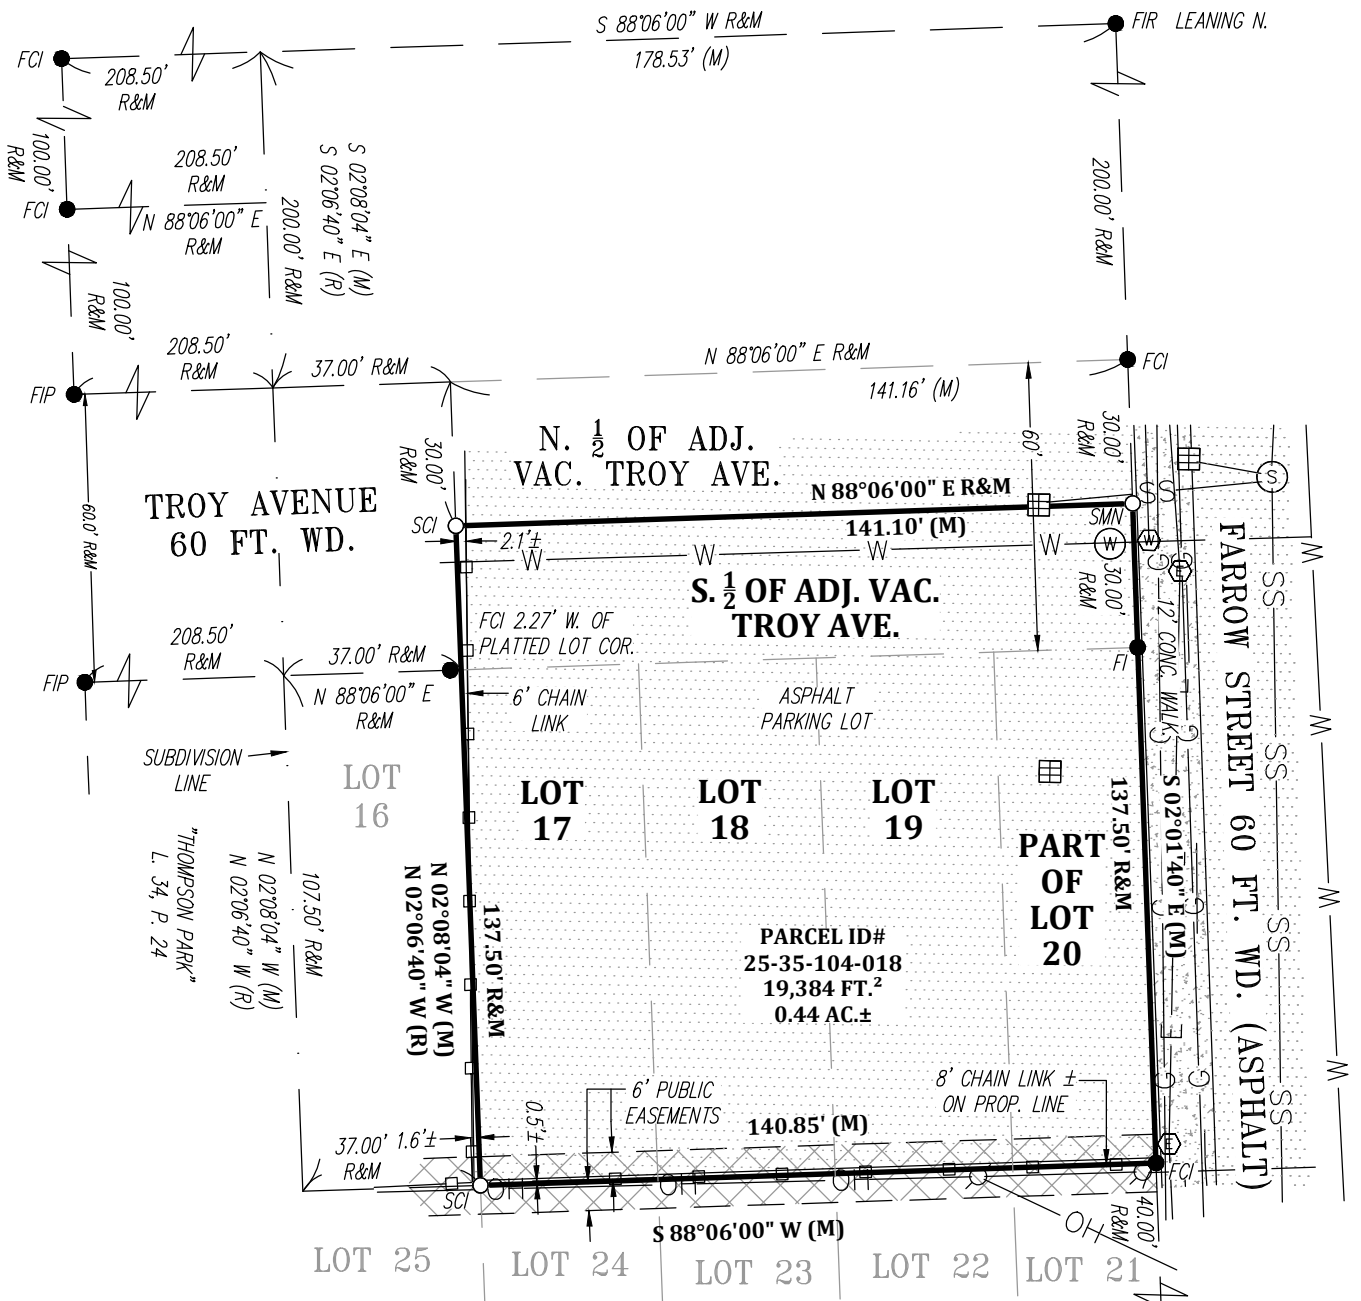 S 88°06'00" W R&M
178.53' (M)
FIR LEANING N.
FCI
208.50'
R&M
100.00'
R&M
208.50'
R&M
FCI
N 88°06'00" E
R&M
S 02°08'04" E (M)
S 02°06'40" E (R)
200.00' R&M
200.00' R&M
100.00'
R&M
208.50'
R&M
37.00' R&M
FIP
N 88°06'00" E R&M
141.16' (M)
FCI
30.00'
R&M
N. 1/2 OF ADJ.
VAC. TROY AVE.
60'
30.00'
R&M
TROY AVENUE
60 FT. WD.
60.0' R&M
SCI
N 88°06'00" E R&M
141.10' (M)
SMN
S
SS
2.1'±
W
W
W
W
W
W
E
30.00'
R&M
S. 1/2 OF ADJ. VAC.
TROY AVE.
FCI 2.27' W. OF
PLATTED LOT COR.
208.50'
R&M
37.00' R&M
FIP
N 88°06'00" E
R&M
FI
12' CONC. WALK
6' CHAIN
LINK
ASPHALT
PARKING LOT
SUBDIVISION
LINE
LOT
16
LOT
17
LOT
18
LOT
19
PART
OF
LOT
20
137.50' R&M
S 02°01'40" E (M)
FARROW STREET 60 FT. WD. (ASPHALT)
W
W
W
W
SS
SS
SS
SS
G
G
G
G
G
G
E
"THOMPSON PARK"
L. 34, P. 24
N 02°08'04" W (M)
N 02°06'40" W (R)
107.50' R&M
N 02°08'04" W (M)
N 02°06'40" W (R)
137.50' R&M
PARCEL ID#
25-35-104-018
19,384 FT.²
0.44 AC.±
6' PUBLIC
EASEMENTS
8' CHAIN LINK ±
ON PROP. LINE
0.5'±
140.85' (M)
37.00'
R&M
1.6'±
SCI
OH
OH
OH
E
FCI
40.00'
R&M
OH
S 88°06'00" W (M)
LOT 25
LOT 24
LOT 23
LOT 22
LOT 21